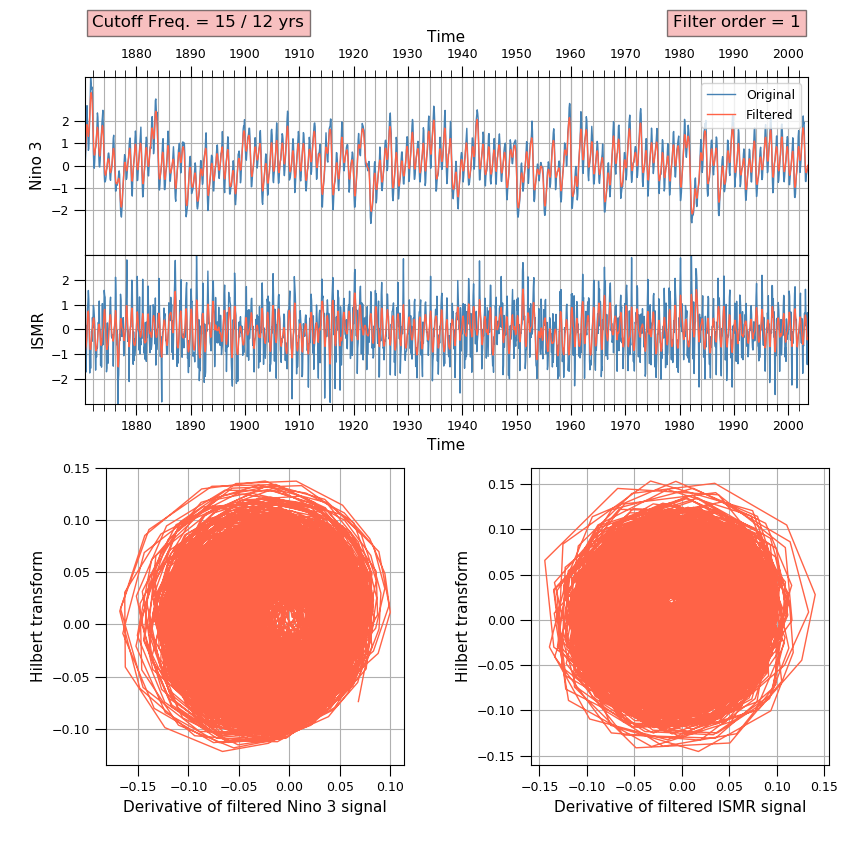 Cutoff Freq. = 15 / 12 yrs
Filter order = 1
Time
1880 1890 1900 1910 1920 1930 1940 1950 1960 1970 1980 1990 2000
Original
Filtered
Nino 3
2
1
0
−1
−2
ISMR
2
1
0
−1
−2
1880 1890 1900 1910 1920 1930 1940 1950 1960 1970 1980 1990 2000
Time
Hilbert transform
0.15
0.10
0.05
0.00
−0.05
−0.10
−0.15 −0.10 −0.05 0.00 0.05 0.10
Derivative of filtered Nino 3 signal
Hilbert transform
0.15
0.10
0.05
0.00
−0.05
−0.10
−0.15
−0.15 −0.10 −0.05 0.00 0.05 0.10 0.15
Derivative of filtered ISMR signal